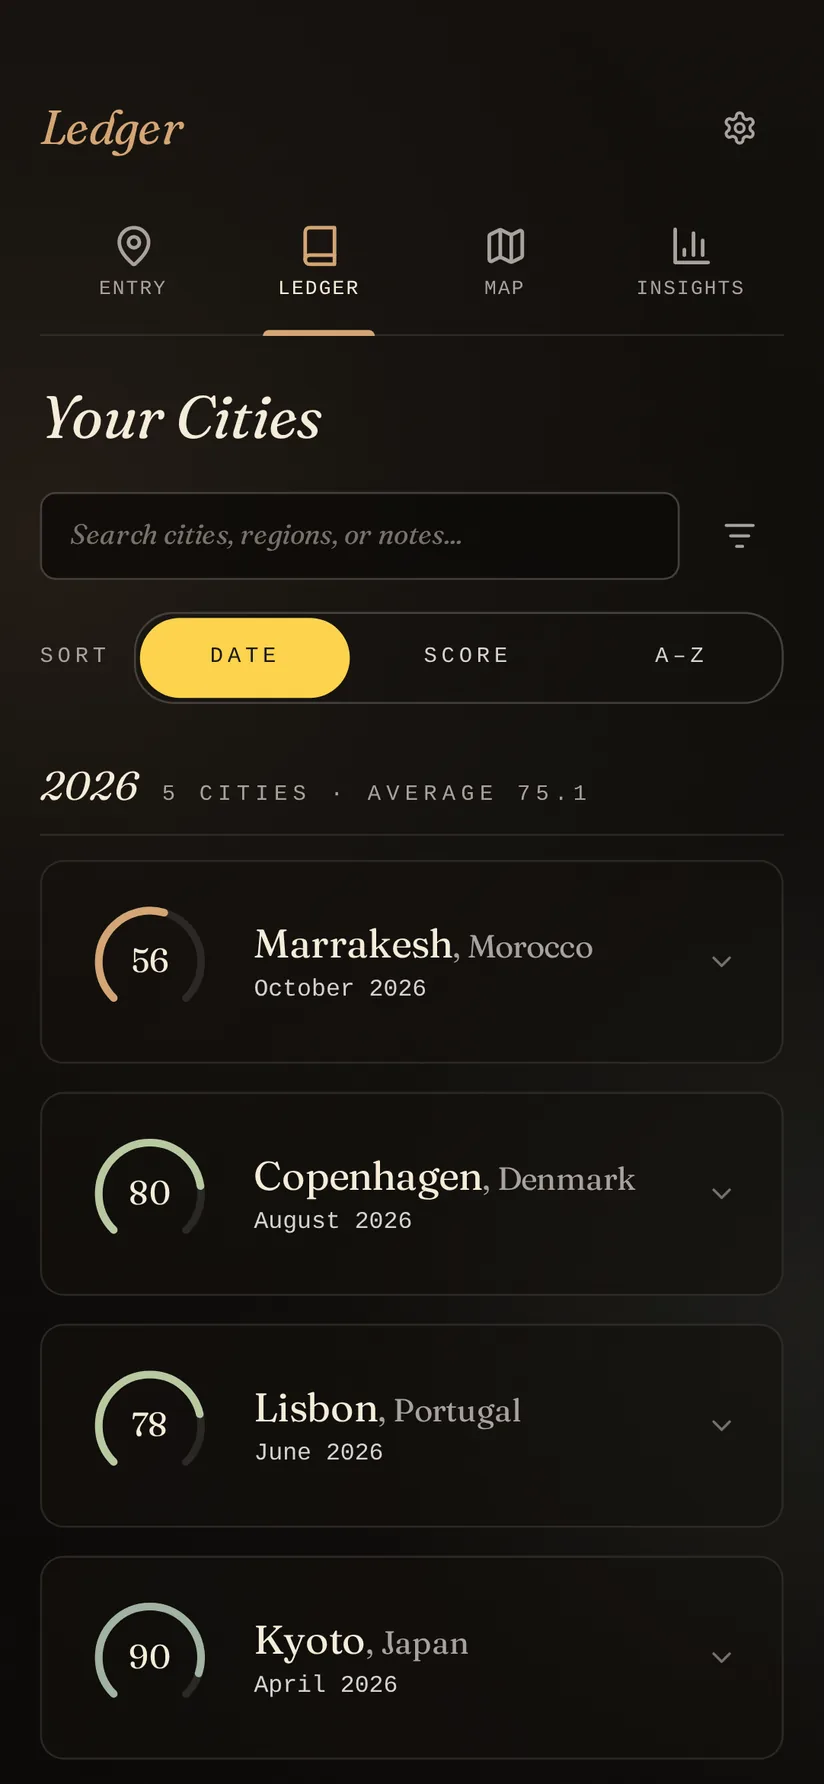 Ledger
ENTRY LEDGER MAP INSIGHTS
Your Cities
Search cities, regions, or notes...
SORT DATE SCORE A–Z
2026 5 CITIES · AVERAGE 75.1
56
Marrakesh, Morocco
October 2026
80
Copenhagen, Denmark
August 2026
78
Lisbon, Portugal
June 2026
90
Kyoto, Japan
April 2026